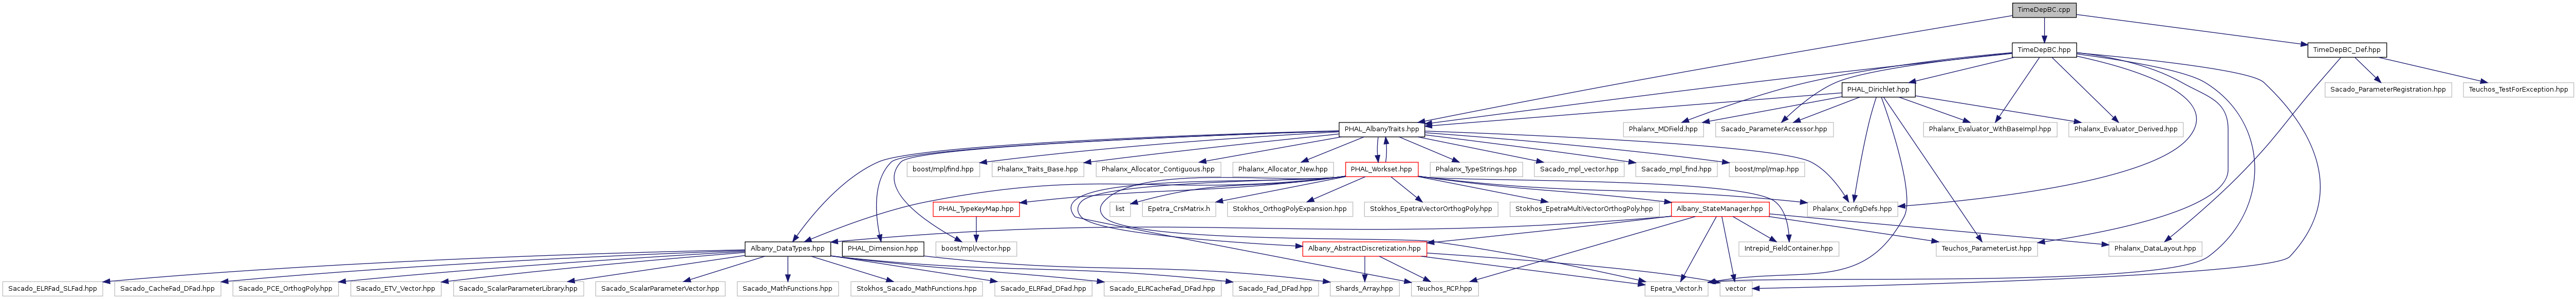 TimeDepBC.cpp
TimeDepBC.hpp
TimeDepBC_Def.hpp
PHAL_Dirichlet.hpp
Sacado_ParameterRegistration.hpp
Teuchos_TestForException.hpp
PHAL_AlbanyTraits.hpp
Phalanx_MDField.hpp
Sacado_ParameterAccessor.hpp
Phalanx_Evaluator_WithBaseImpl.hpp
Phalanx_Evaluator_Derived.hpp
boost/mpl/find.hpp
Phalanx_Traits_Base.hpp
Phalanx_Allocator_Contiguous.hpp
Phalanx_Allocator_New.hpp
PHAL_Workset.hpp
Phalanx_TypeStrings.hpp
Sacado_mpl_vector.hpp
Sacado_mpl_find.hpp
boost/mpl/map.hpp
PHAL_TypeKeyMap.hpp
list
Epetra_CrsMatrix.h
Stokhos_OrthogPolyExpansion.hpp
Stokhos_EpetraVectorOrthogPoly.hpp
Stokhos_EpetraMultiVectorOrthogPoly.hpp
Albany_StateManager.hpp
Phalanx_ConfigDefs.hpp
Albany_DataTypes.hpp
PHAL_Dimension.hpp
boost/mpl/vector.hpp
Albany_AbstractDiscretization.hpp
Intrepid_FieldContainer.hpp
Teuchos_ParameterList.hpp
Phalanx_DataLayout.hpp
Sacado_ELRFad_SLFad.hpp
Sacado_CacheFad_DFad.hpp
Sacado_PCE_OrthogPoly.hpp
Sacado_ETV_Vector.hpp
Sacado_ScalarParameterLibrary.hpp
Sacado_ScalarParameterVector.hpp
Sacado_MathFunctions.hpp
Stokhos_Sacado_MathFunctions.hpp
Sacado_ELRFad_DFad.hpp
Sacado_ELRCacheFad_DFad.hpp
Sacado_Fad_DFad.hpp
Shards_Array.hpp
Teuchos_RCP.hpp
Epetra_Vector.h
vector